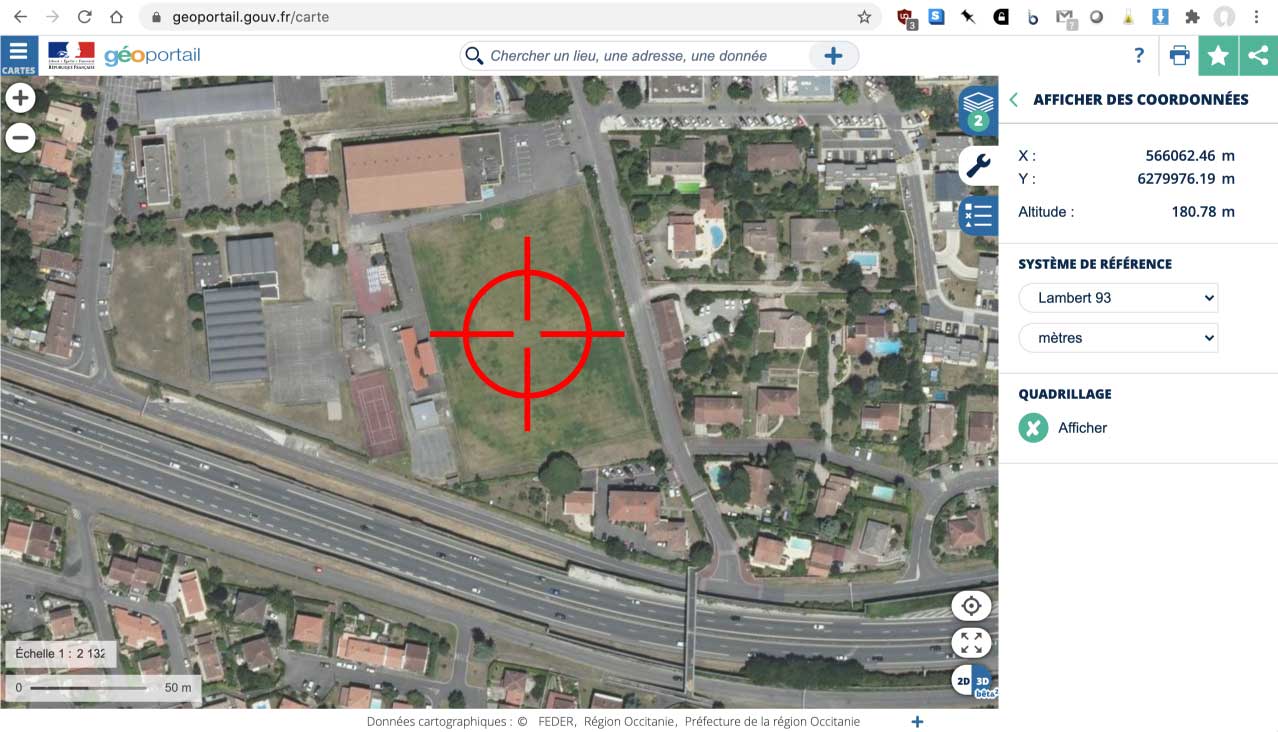 geoportail.gouv.fr/carte
3
?
CARTES
RÉPUBLIQUE FRANÇAISE
géoportail
Chercher un lieu, une adresse, une donnée
?
2
AFFICHER DES COORDONNÉES
X : 566062.46 m
Y : 6279976.19 m
Altitude : 180.78 m
SYSTÈME DE RÉFÉRENCE
Lambert 93
mètres
QUADRILLAGE
Afficher
Échelle 1 : 2 132
0 50 m
2D 3D
bêta
Données cartographiques : © FEDER, Région Occitanie, Préfecture de la région Occitanie